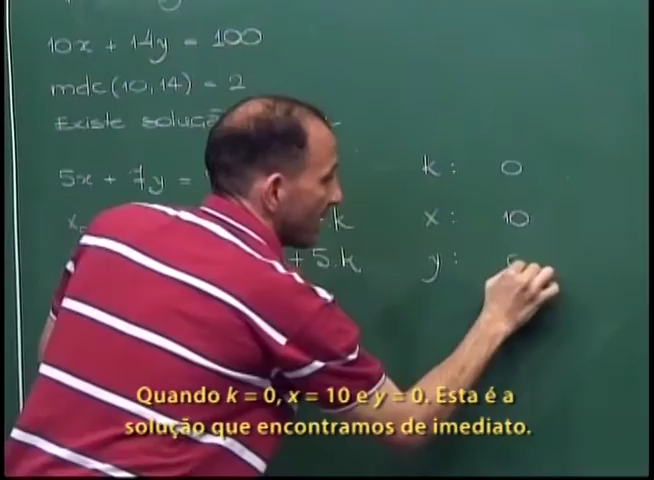 10x + 14y = 100
mdc(10,14) = 2
Existe solução
5x + 7y =
k
+ 5.k
k: 0
x: 10
y:
Quando k = 0, x = 10 e y = 0. Esta é a
solução que encontramos de imediato.